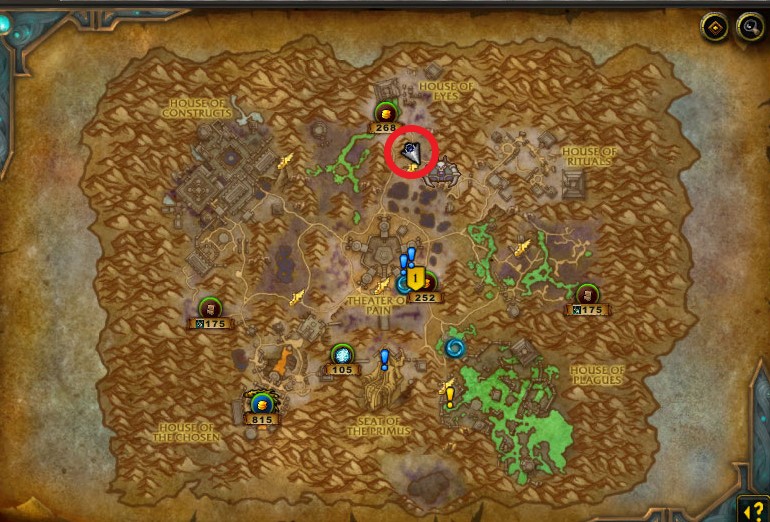 HOUSE OF
EYES
HOUSE OF
CONSTRUCTS
268
HOUSE OF
RITUALS
1
252
THEATER OF
PAIN
175
175
105
HOUSE OF
PLAGUES
815
HOUSE OF
THE CHOSEN
SEAT OF
THE PRIMUS